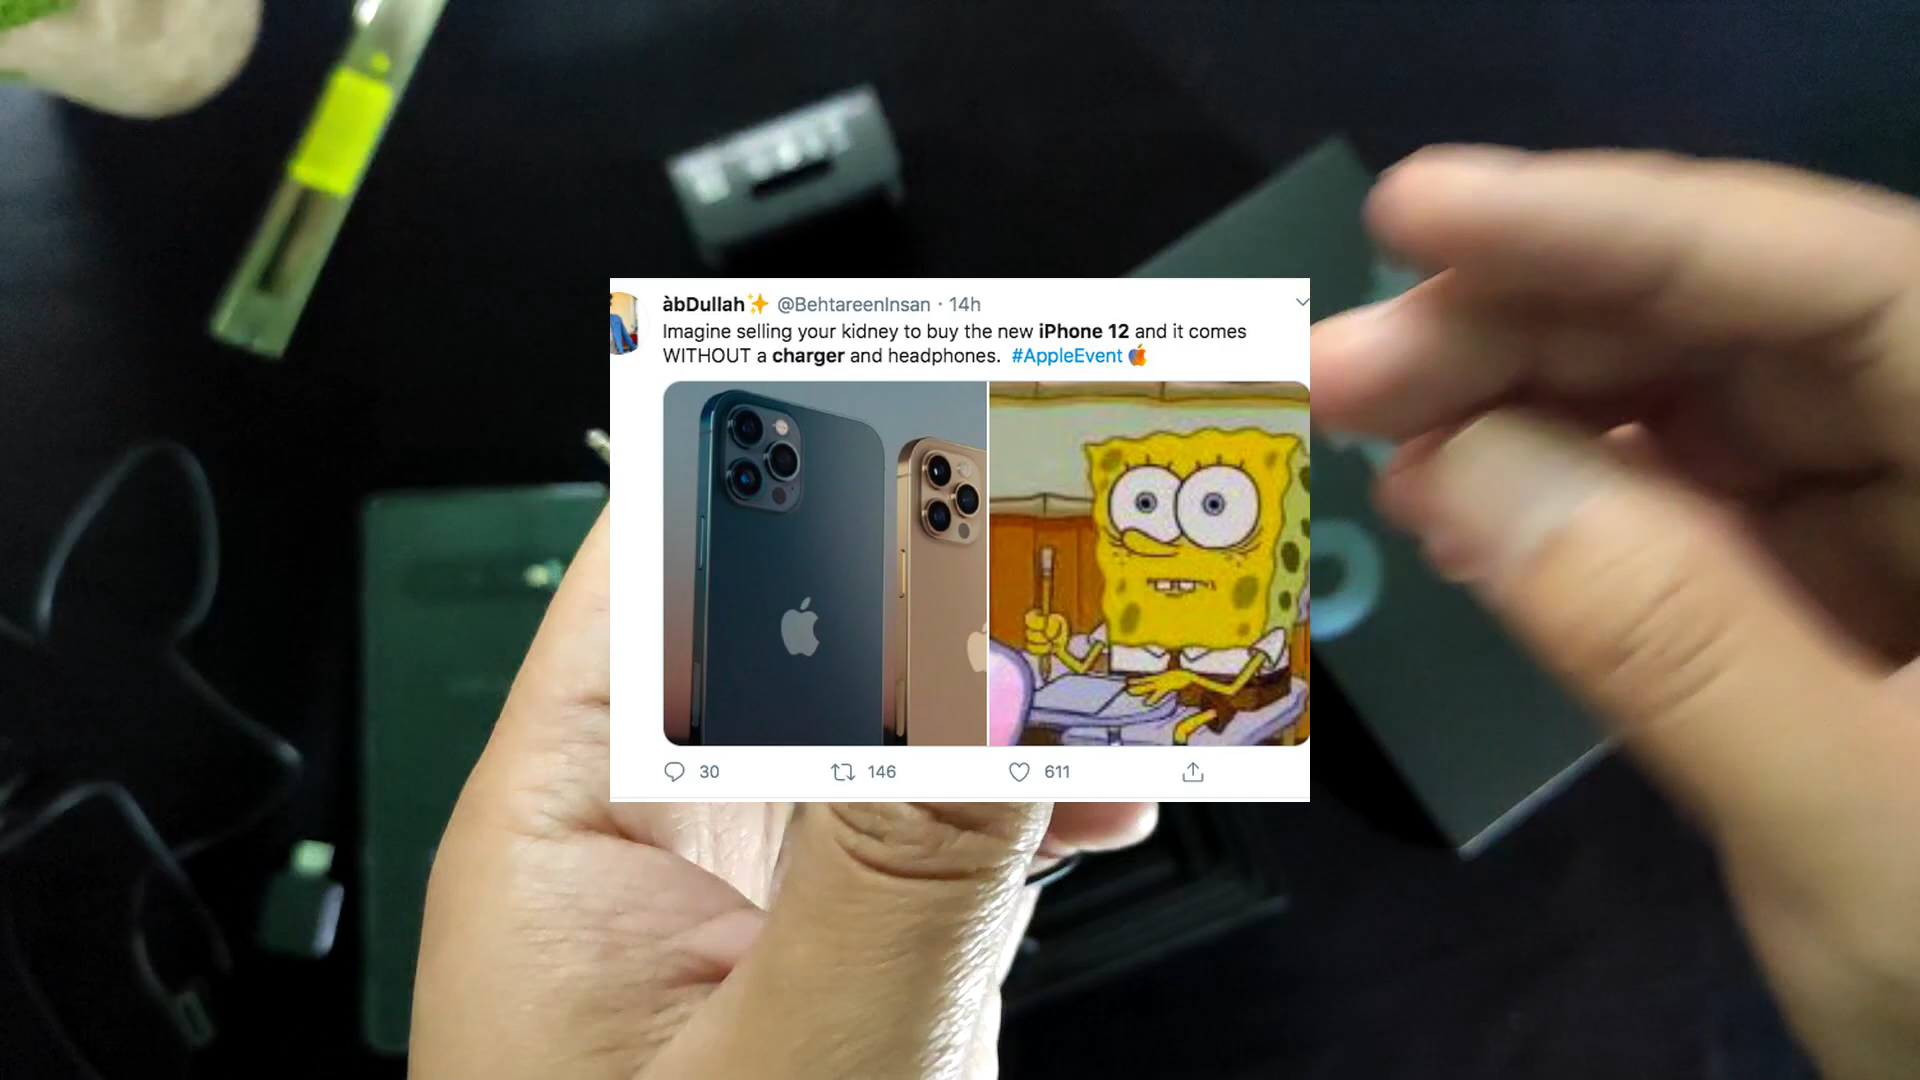 àbDullah✨ @BehtareenInsan · 14h
Imagine selling your kidney to buy the new iPhone 12 and it comes
WITHOUT a charger and headphones. #AppleEvent
30 146 611